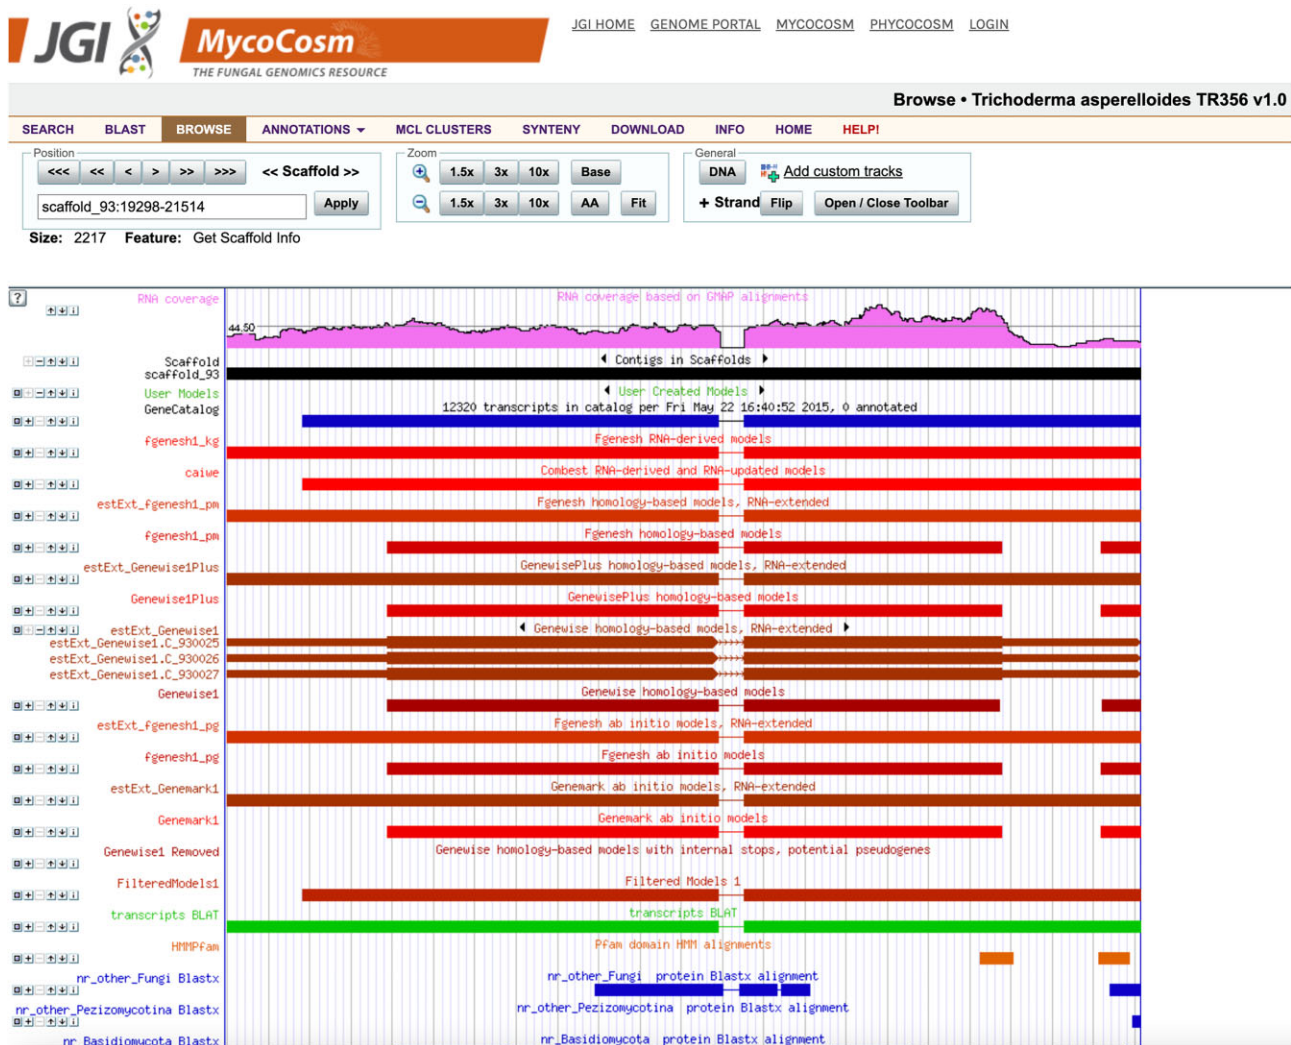 JGI HOME GENOME PORTAL MYCOCOSM PHYCOCOSM LOGIN
JGI MycoCosm
THE FUNGAL GENOMICS RESOURCE
Browse • Trichoderma asperelloides TR356 v1.0
SEARCH BLAST BROWSE ANNOTATIONS MCL CLUSTERS SYNTENY DOWNLOAD INFO HOME HELP!
Position Zoom General
<<< << < > >> >>> << Scaffold >> 1.5x 3x 10x Base DNA Add custom tracks
scaffold_93:19298-21514 Apply 1.5x 3x 10x AA Fit + Strand Flip Open / Close Toolbar
Size: 2217 Feature: Get Scaffold Info
? RNA coverage RNA coverage based on GMAP alignments
44.50
Scaffold Contigs in Scaffolds
scaffold_93
User Models User Created Models
GeneCatalog 12320 transcripts in catalog per Fri May 22 16:40:52 2015, 0 annotated
fgenesh1_kg Fgenesh RNA-derived models
caiwe Combest RNA-derived and RNA-updated models
estExt_fgenesh1_pm Fgenesh homology-based models, RNA-extended
fgenesh1_pm Fgenesh homology-based models
estExt_Genewise1Plus GenewisePlus homology-based models, RNA-extended
Genewise1Plus GenewisePlus homology-based models
estExt_Genewise1 Genewise homology-based models, RNA-extended
estExt_Genewise1.C_930025
estExt_Genewise1.C_930026
estExt_Genewise1.C_930027
Genewise1 Genewise homology-based models
estExt_fgenesh1_pg Fgenesh ab initio models, RNA-extended
fgenesh1_pg Fgenesh ab initio models
estExt_Genemark1 Genemark ab initio models, RNA-extended
Genemark1 Genemark ab initio models
Genewise1 Removed Genewise homology-based models with internal stops, potential pseudogenes
FilteredModels1 Filtered Models 1
transcripts BLAT transcripts BLAT
HMMPfam Pfam domain HMM alignments
nr_other_Fungi Blastx nr_other_Fungi protein Blastx alignment
nr_other_Pezizomycotina Blastx nr_other_Pezizomycotina protein Blastx alignment
nr_Basidiomycota Blastx nr_Basidiomycota protein Blastx alignment